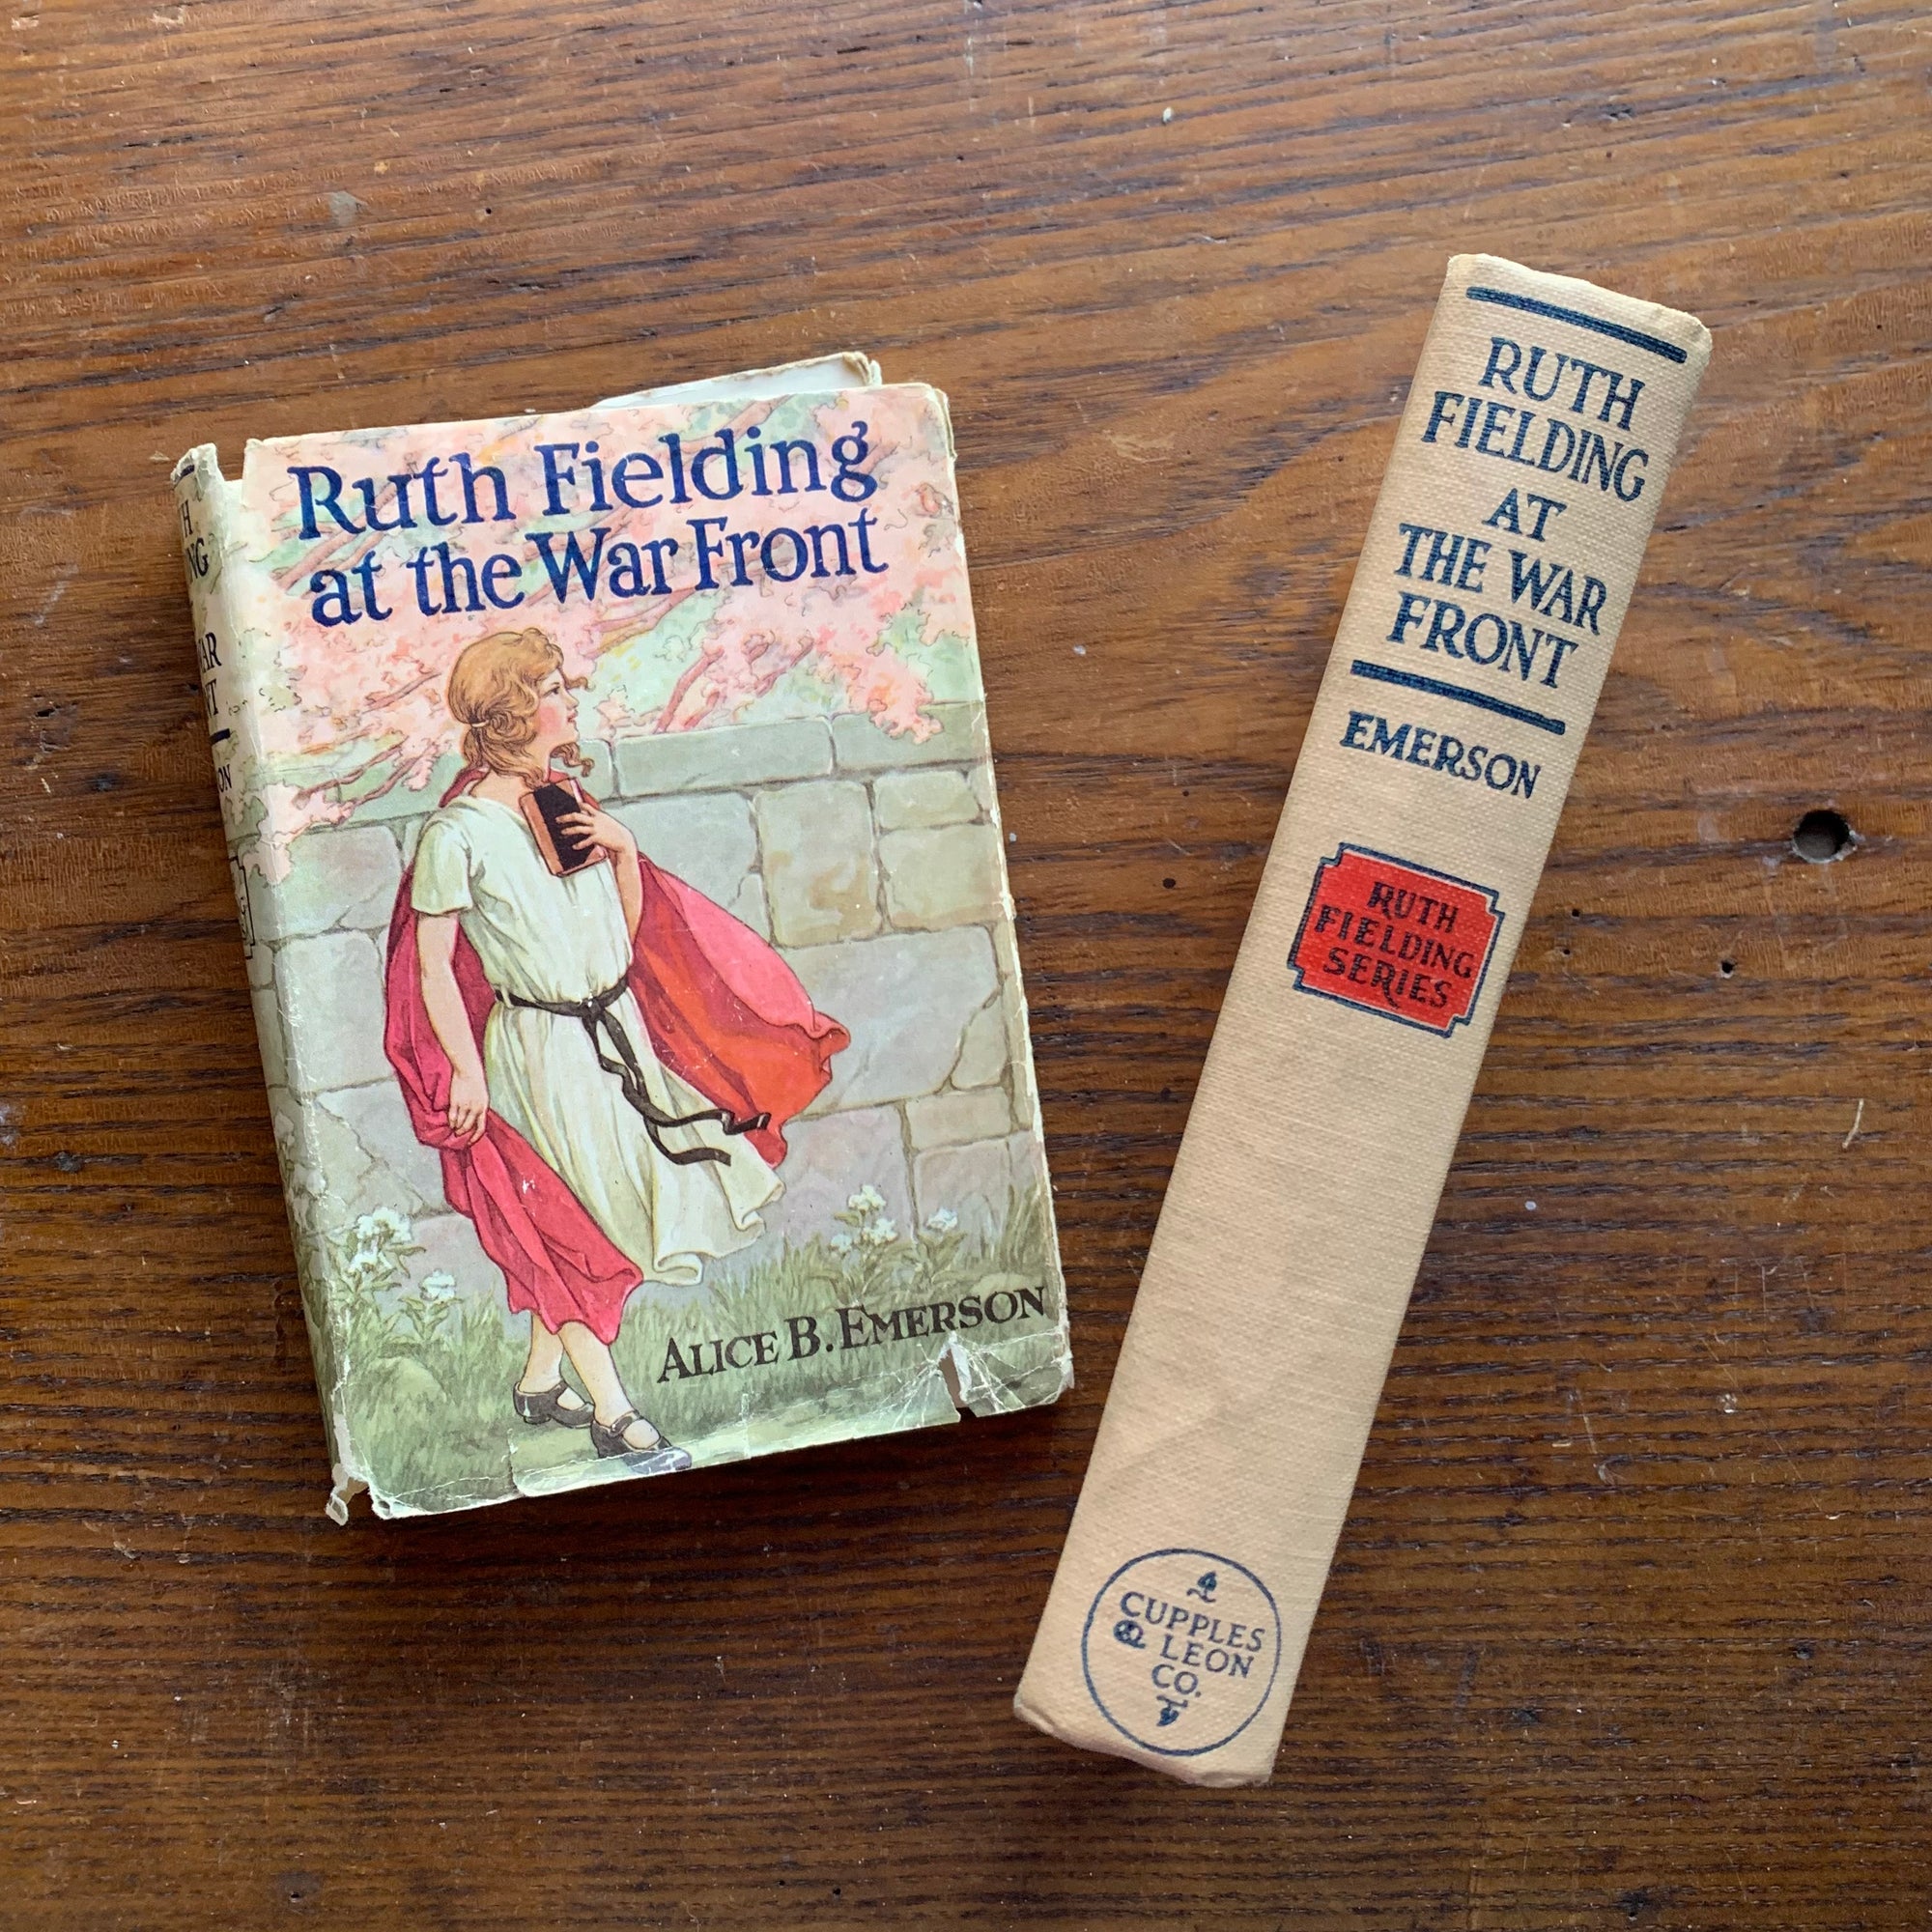 Ruth Fielding
at the War Front
ALICE B. EMERSON
RUTH
FIELDING
AT
THE WAR
FRONT
EMERSON
RUTH
FIELDING
SERIES
CUPPLES
& LEON
CO.